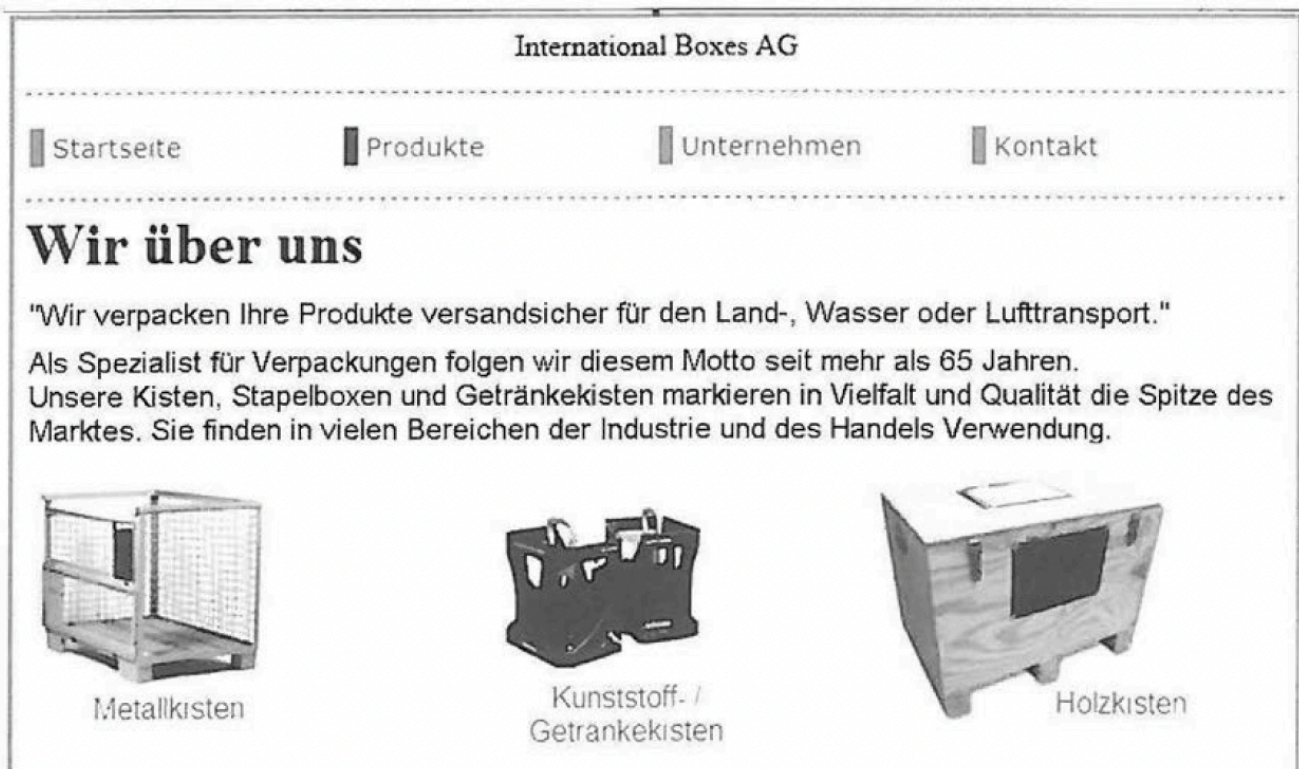 International Boxes AG
Startseite
Produkte
Unternehmen
Kontakt
Wir über uns
"Wir verpacken Ihre Produkte versandsicher für den Land-, Wasser oder Lufttransport."
Als Spezialist für Verpackungen folgen wir diesem Motto seit mehr als 65 Jahren.
Unsere Kisten, Stapelboxen und Getränkekisten markieren in Vielfalt und Qualität die Spitze des
Marktes. Sie finden in vielen Bereichen der Industrie und des Handels Verwendung.
Metallkisten
Kunststoff- /
Getrankekisten
Holzkisten